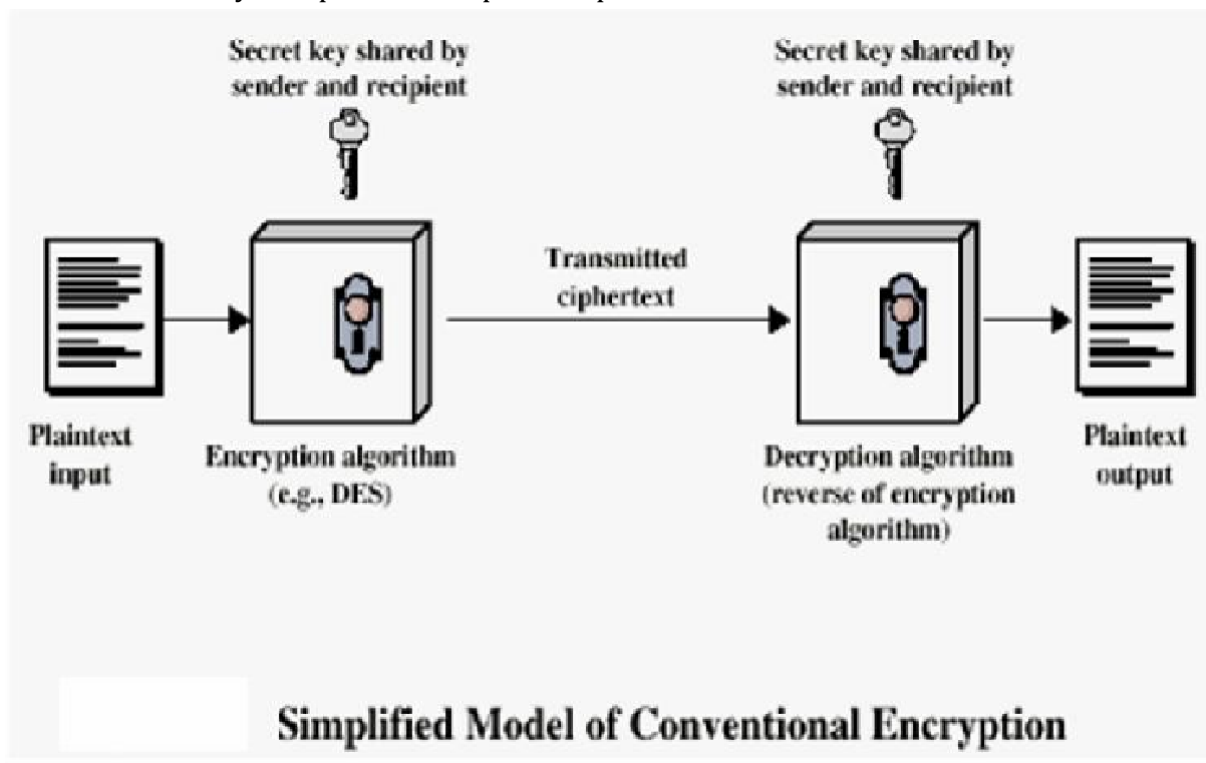 Secret key shared by
sender and recipient
Secret key shared by
sender and recipient
Transmitted
ciphertext
Plaintext
input
Encryption algorithm
(e.g., DES)
Decryption algorithm
(reverse of encryption
algorithm)
Plaintext
output
Simplified Model of Conventional Encryption